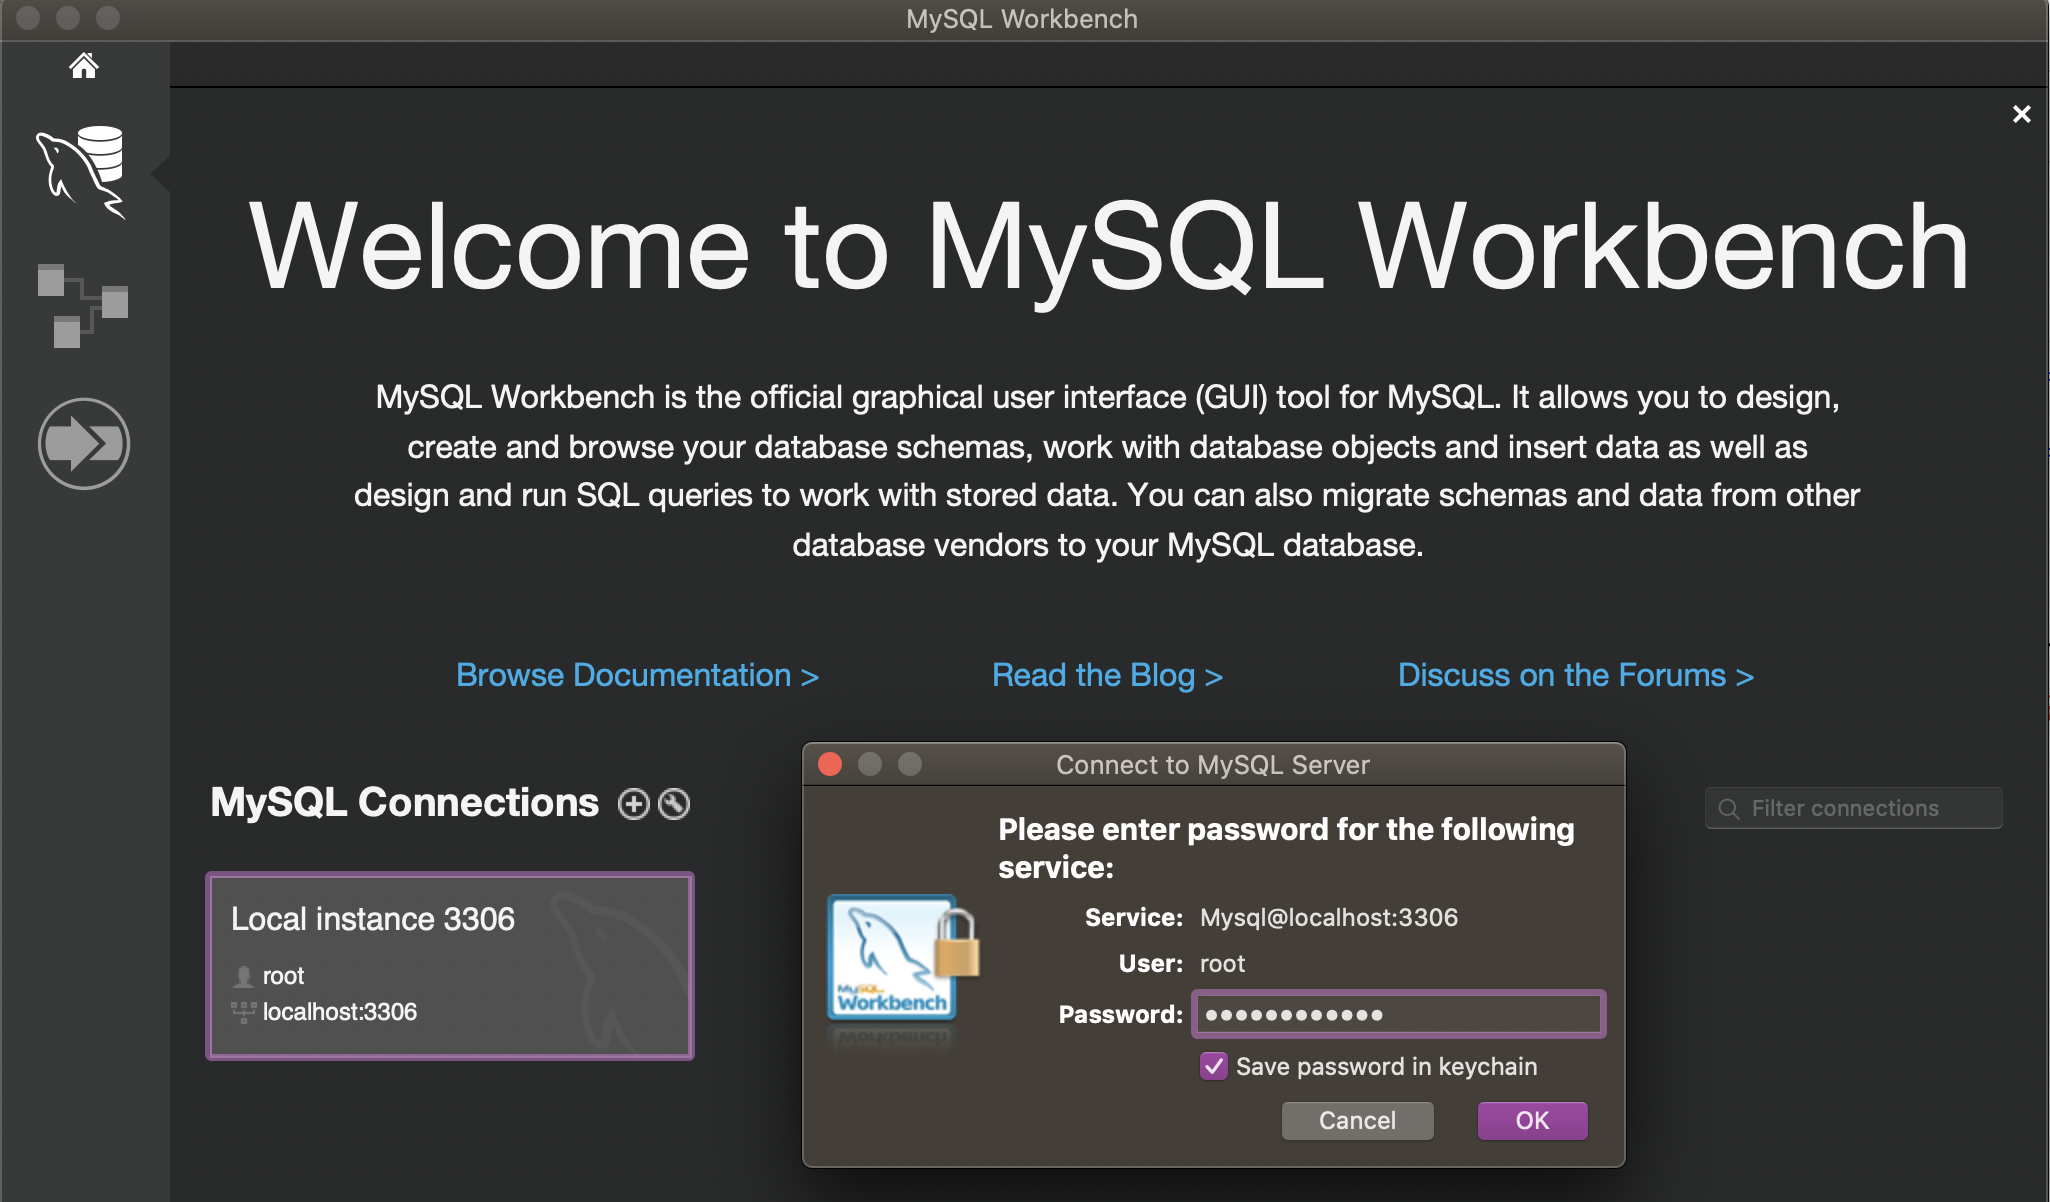 MySQL Workbench
Welcome to MySQL Workbench
MySQL Workbench is the official graphical user interface (GUI) tool for MySQL. It allows you to design,
create and browse your database schemas, work with database objects and insert data as well as
design and run SQL queries to work with stored data. You can also migrate schemas and data from other
database vendors to your MySQL database.
Browse Documentation >
Read the Blog >
Discuss on the Forums >
MySQL Connections
Filter connections
Local instance 3306
root
localhost:3306
Connect to MySQL Server
Please enter password for the following
service:
MySQL
Workbench
Service: Mysql@localhost:3306
User: root
Password: ••••••••••••
Save password in keychain
Cancel
OK